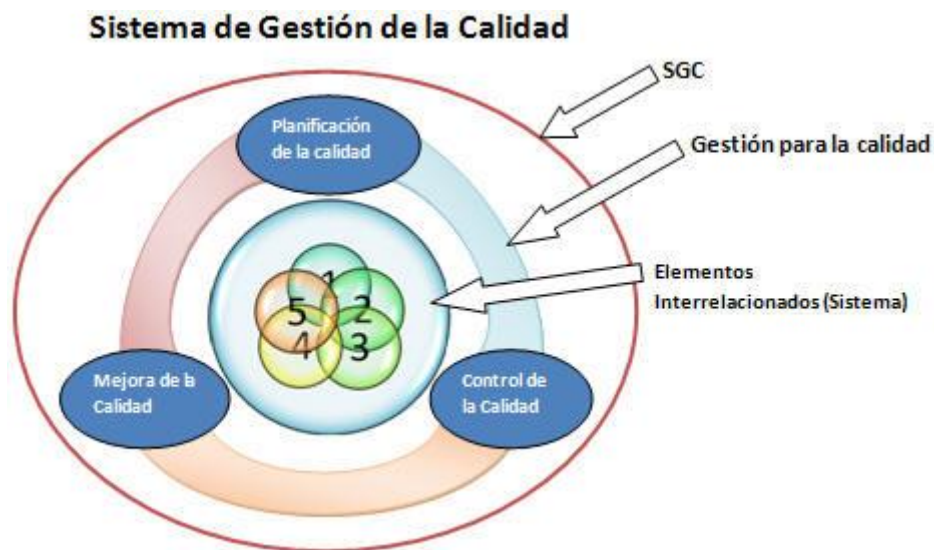 Sistema de Gestión de la Calidad
SGC
Planificación
de la calidad
Gestión para la calidad
Elementos
Interrelacionados (Sistema)
1
5
2
4
3
Mejora de la
Calidad
Control de
la Calidad